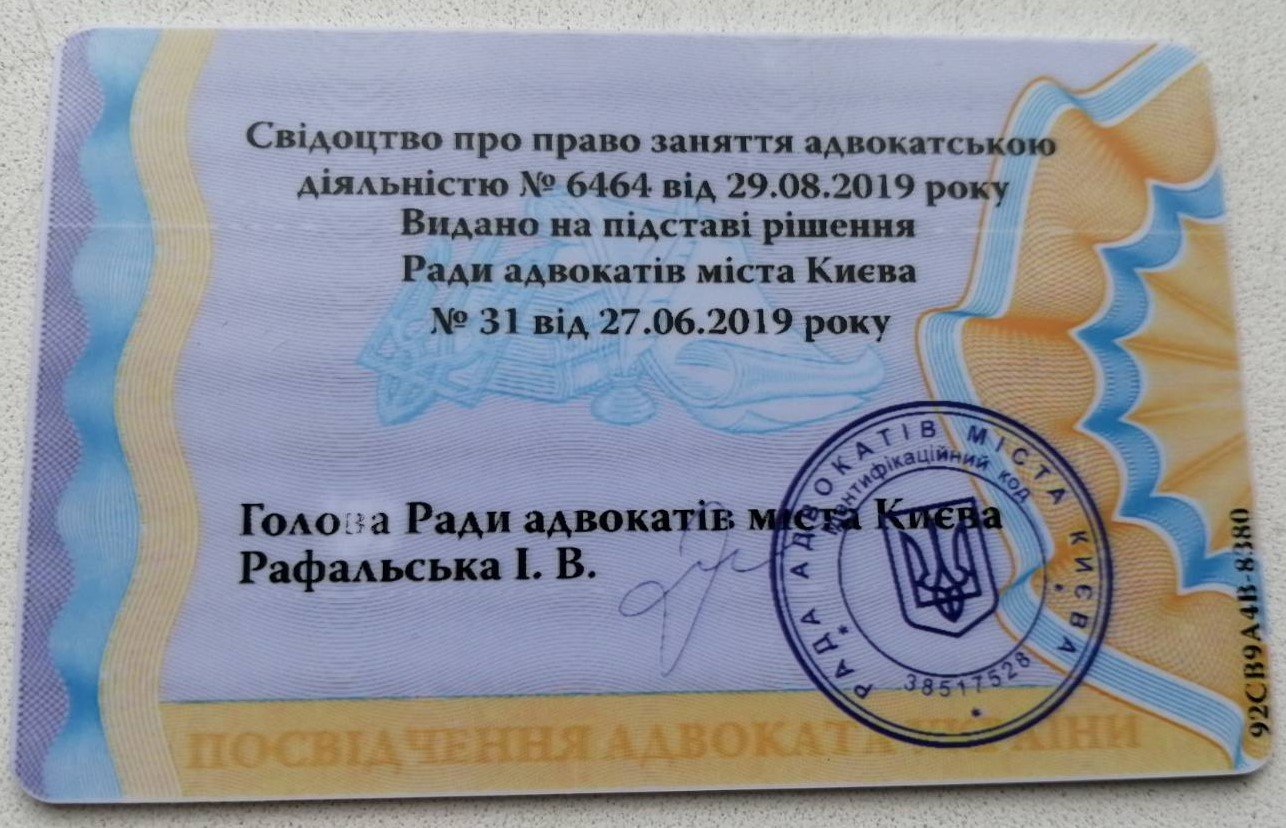 Свідоцтво про право заняття адвокатською
діяльністю № 6464 від 29.08.2019 року
Видано на підставі рішення
Ради адвокатів міста Києва
№ 31 від 27.06.2019 року
Голова Ради адвокатів міста Києва
Рафальська І. В.
РАДА АДВОКАТІВ МІСТА КИЄВА
Ідентифікаційний код
38517528
ПОСВІДЧЕННЯ АДВОКАТА УКРАЇНИ
92CB9A4B-8380